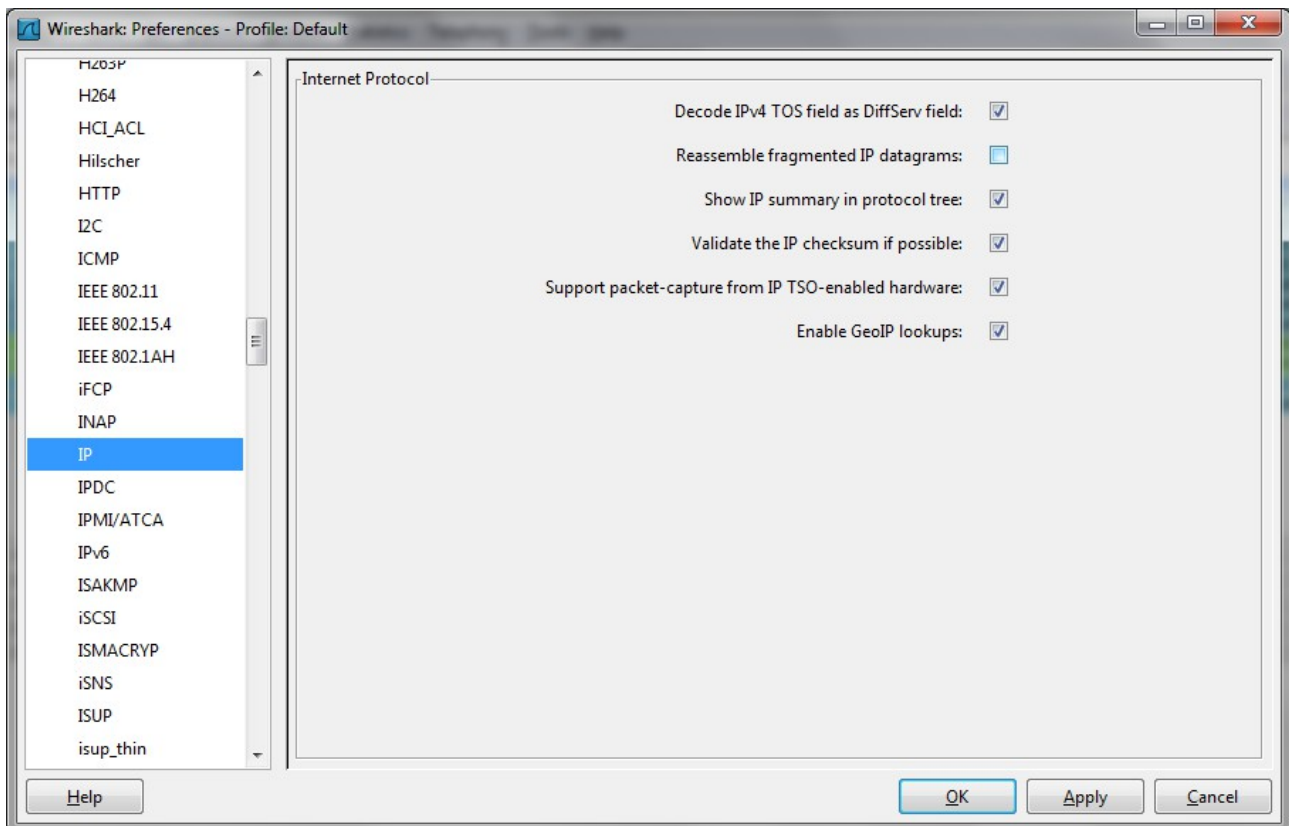 Wireshark: Preferences - Profile: Default
H263P
H264
HCI_ACL
Hilscher
HTTP
I2C
ICMP
IEEE 802.11
IEEE 802.15.4
IEEE 802.1AH
iFCP
INAP
IP
IPDC
IPMI/ATCA
IPv6
ISAKMP
iSCSI
ISMACRYP
iSNS
ISUP
isup_thin
Internet Protocol
Decode IPv4 TOS field as DiffServ field:
Reassemble fragmented IP datagrams:
Show IP summary in protocol tree:
Validate the IP checksum if possible:
Support packet-capture from IP TSO-enabled hardware:
Enable GeoIP lookups:
Help
OK
Apply
Cancel